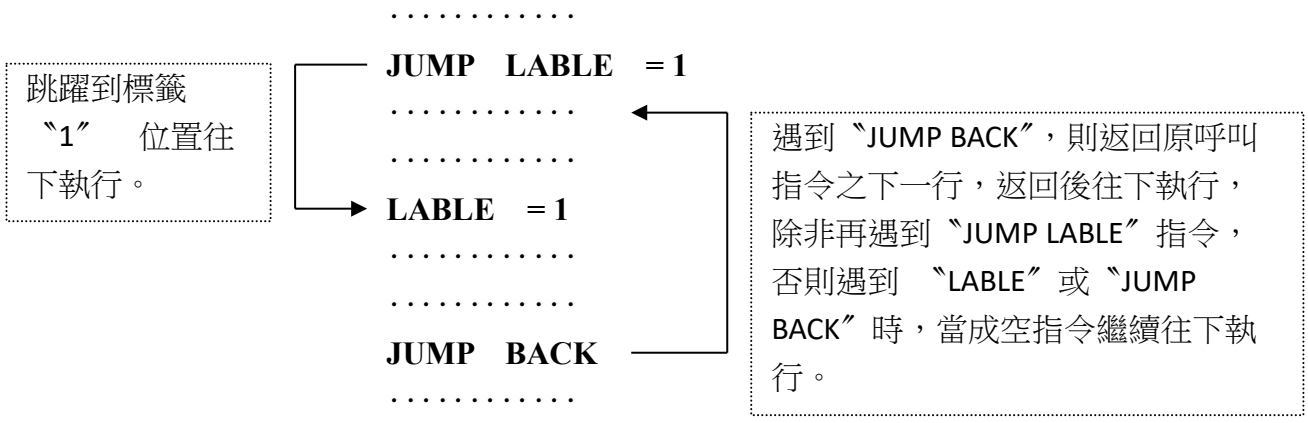 ............
JUMP LABLE = 1
............
............
LABLE = 1
............
............
JUMP BACK
............
跳躍到標籤
〝1〞 位置往
下執行。
遇到〝JUMP BACK〞，則返回原呼叫
指令之下一行，返回後往下執行，
除非再遇到〝JUMP LABLE〞指令，
否則遇到 〝LABLE〞或〝JUMP
BACK〞時，當成空指令繼續往下執
行。